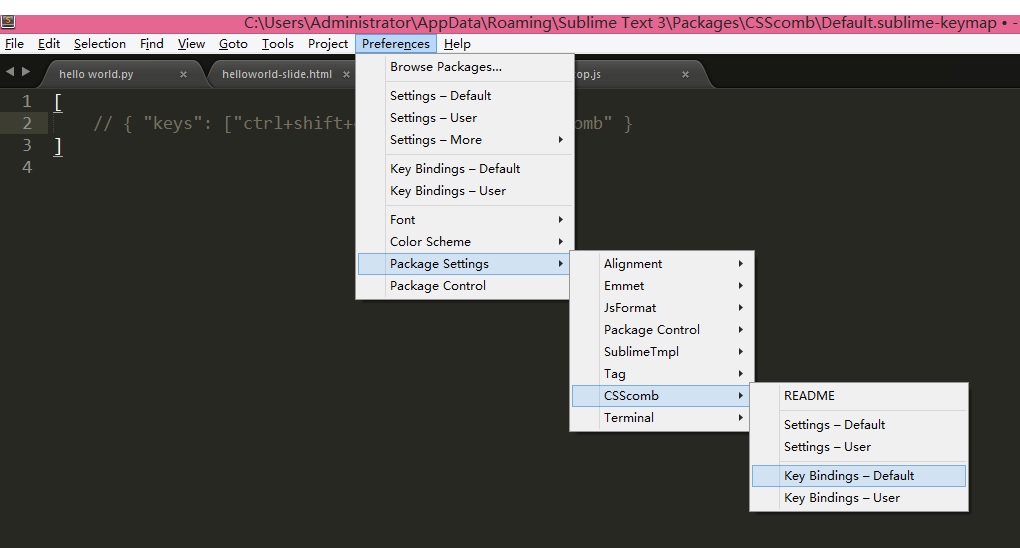 C:\Users\Administrator\AppData\Roaming\Sublime Text 3\Packages\CSScomb\Default.sublime-keymap • -
File Edit Selection Find View Goto Tools Project Preferences Help
hello world.py × helloworld-slide.html × op.js ×
1 [
2 // { "keys": ["ctrl+shift+ omb" }
3 ]
4
Browse Packages...
Settings – Default
Settings – User
Settings – More
Key Bindings – Default
Key Bindings – User
Font
Color Scheme
Package Settings
Package Control
Alignment
Emmet
JsFormat
Package Control
SublimeTmpl
Tag
CSScomb
Terminal
README
Settings – Default
Settings – User
Key Bindings – Default
Key Bindings – User